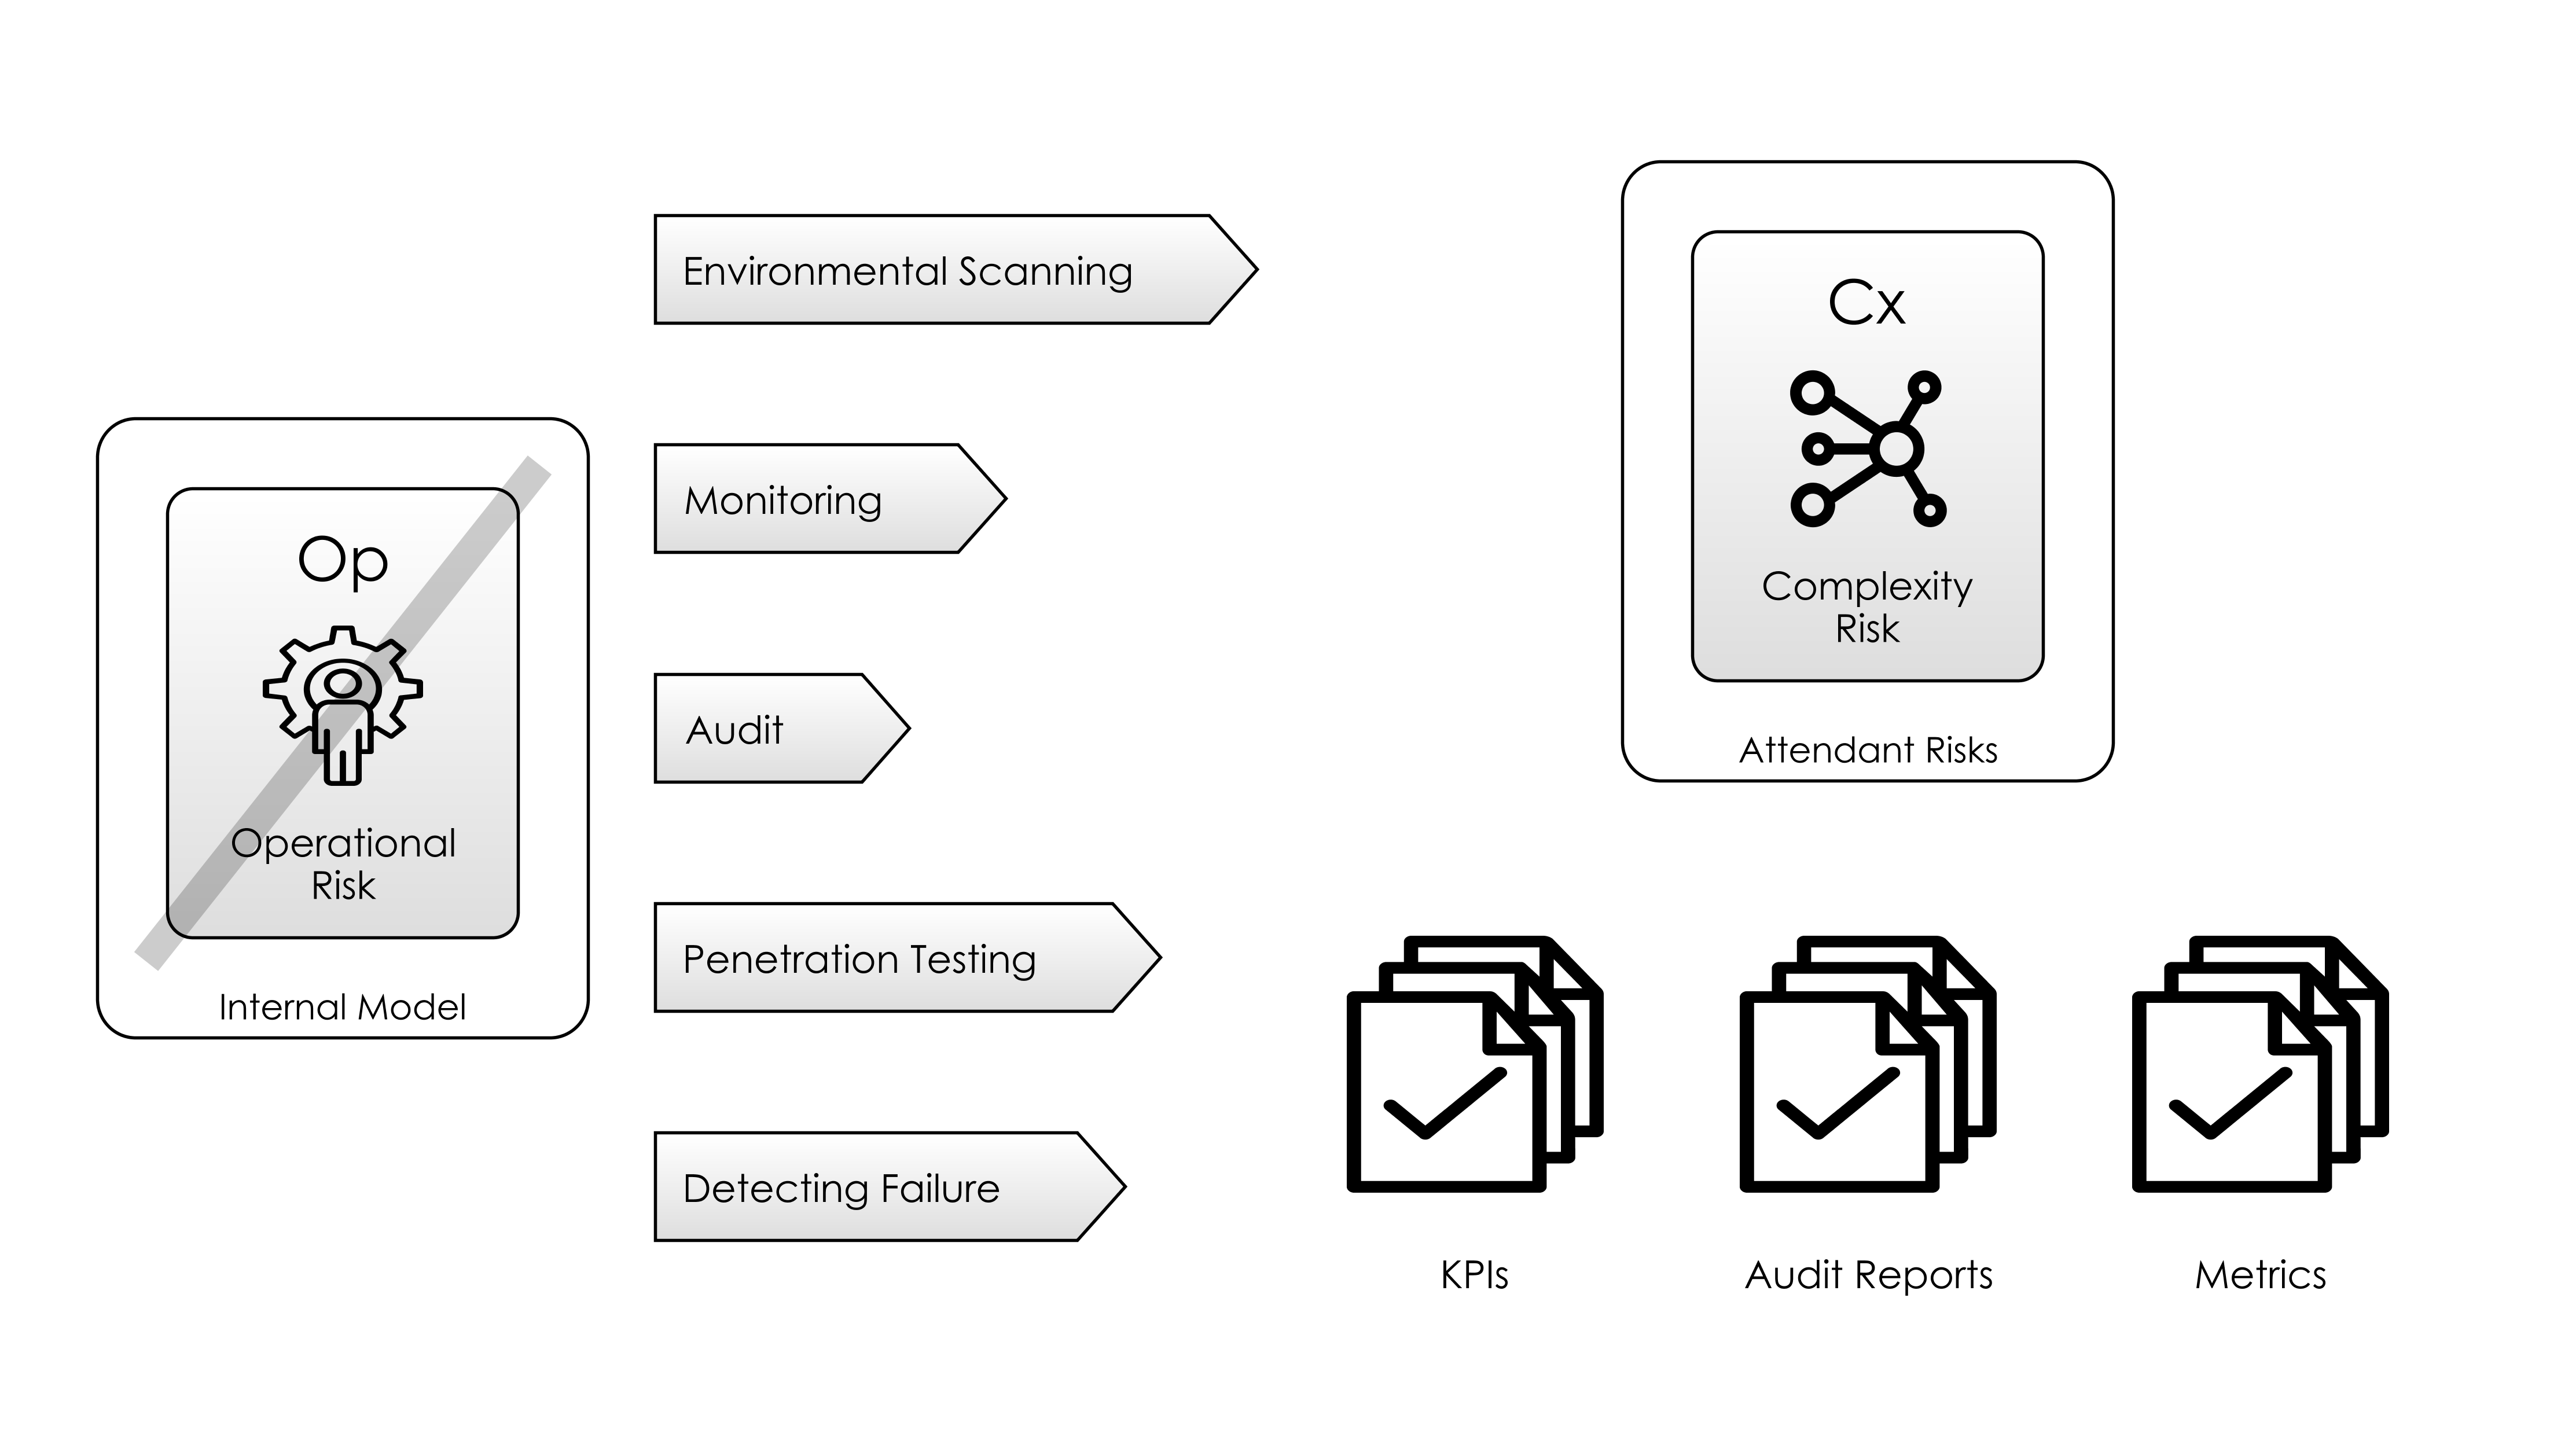 Op
Operational
Risk
Internal Model
Environmental Scanning
Monitoring
Audit
Penetration Testing
Detecting Failure
Cx
Complexity
Risk
Attendant Risks
KPIs
Audit Reports
Metrics